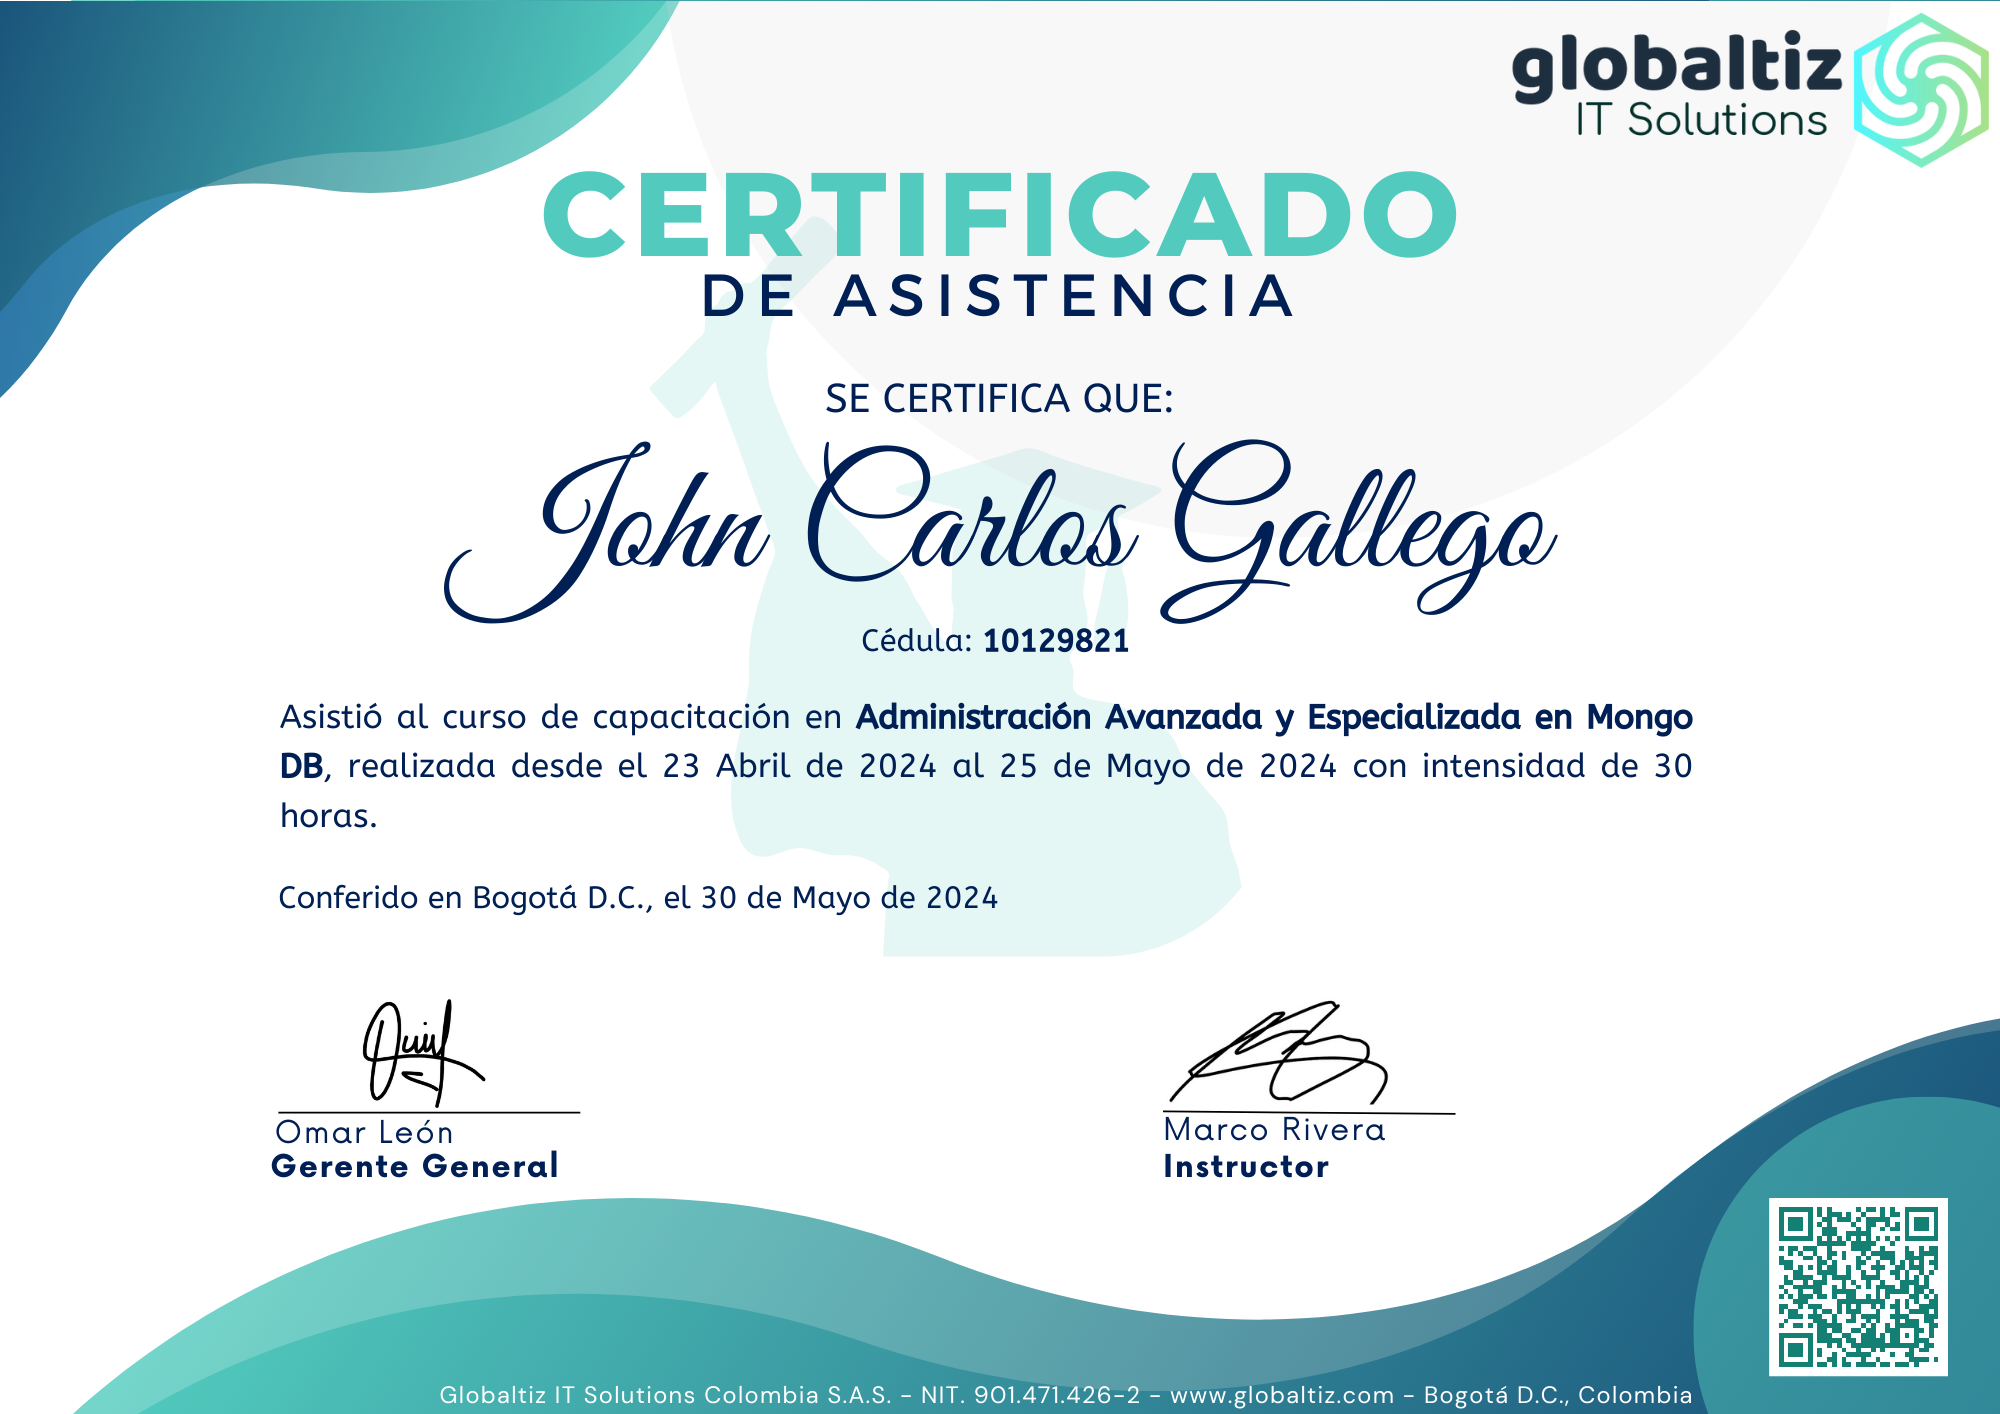 globaltiz
IT Solutions
CERTIFICADO
DE ASISTENCIA
SE CERTIFICA QUE:
John Carlos Gallego
Cédula: 10129821
Asistió al curso de capacitación en Administración Avanzada y Especializada en Mongo
DB, realizada desde el 23 Abril de 2024 al 25 de Mayo de 2024 con intensidad de 30
horas.
Conferido en Bogotá D.C., el 30 de Mayo de 2024
Omar León
Gerente General
Marco Rivera
Instructor
Globaltiz IT Solutions Colombia S.A.S. - NIT. 901.471.426-2 - www.globaltiz.com - Bogotá D.C., Colombia